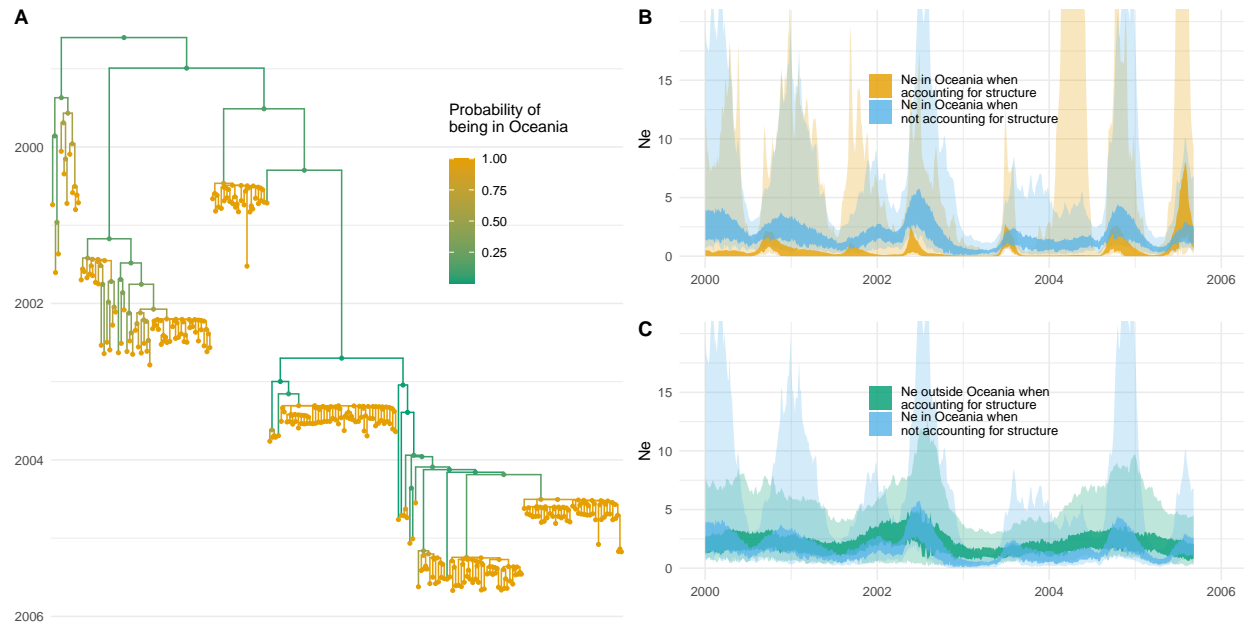 A
2000
2002
2004
2006
Probability of
being in Oceania
1.00
0.75
0.50
0.25
B
Ne
15
10
5
0
Ne in Oceania when
accounting for structure
Ne in Oceania when
not accounting for structure
2000
2002
2004
2006
C
Ne
15
10
5
0
Ne outside Oceania when
accounting for structure
Ne in Oceania when
not accounting for structure
2000
2002
2004
2006